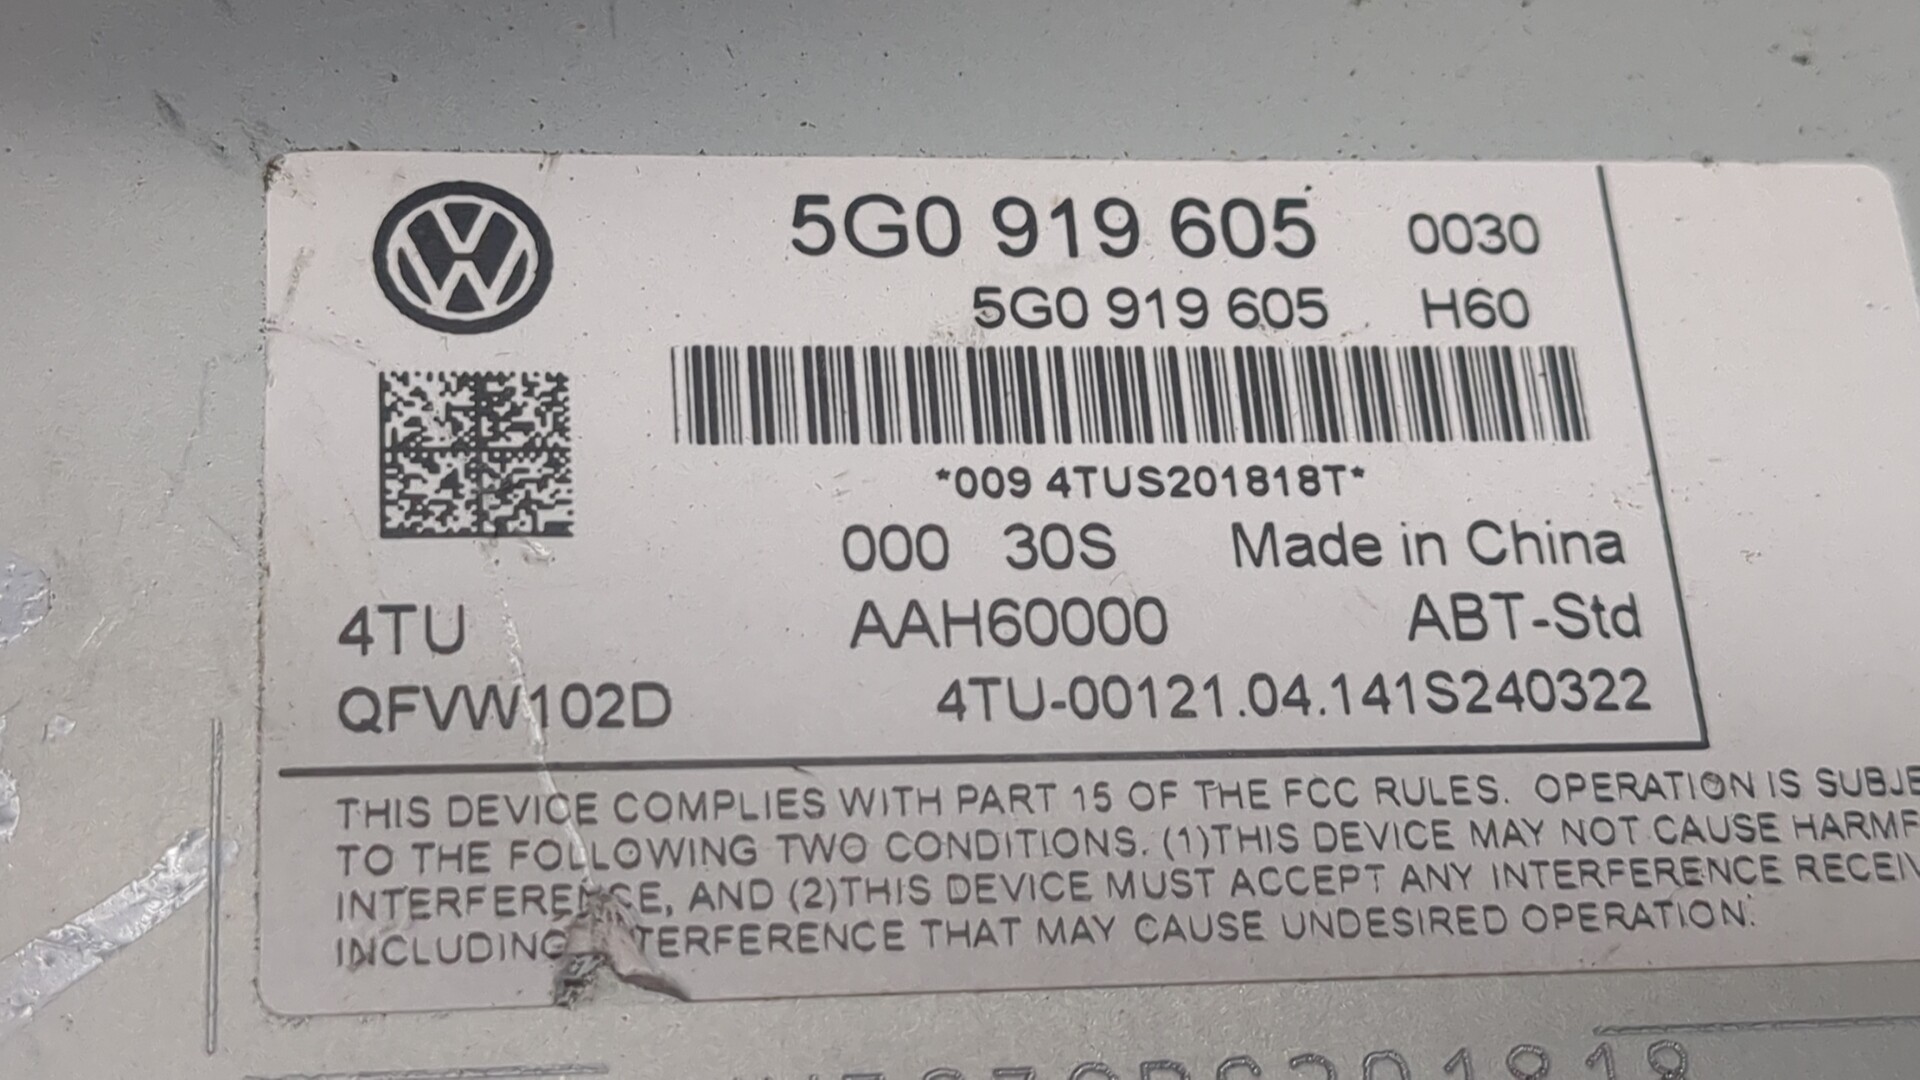 5G0 919 605 0030
5G0 919 605 H60
*009 4TUS201818T*
000 30S Made in China
4TU AAH60000 ABT-Std
QFVW102D 4TU-00121.04.141S240322
THIS DEVICE COMPLIES WITH PART 15 OF THE FCC RULES. OPERATION IS SUBJE
TO THE FOLLOWING TWO CONDITIONS. (1)THIS DEVICE MAY NOT CAUSE HARMF
INTERFERENCE, AND (2)THIS DEVICE MUST ACCEPT ANY INTERFERENCE RECEIV
INCLUDING TERFERENCE THAT MAY CAUSE UNDESIRED OPERATION.